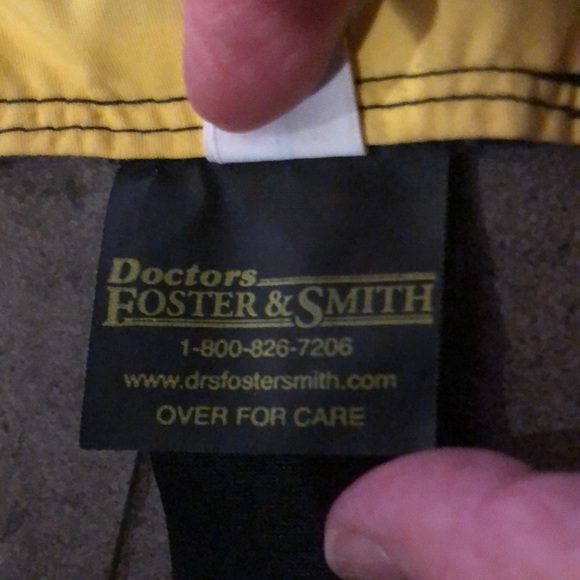 Doctors
FOSTER & SMITH
1-800-826-7206
www.drsfostersmith.com
OVER FOR CARE